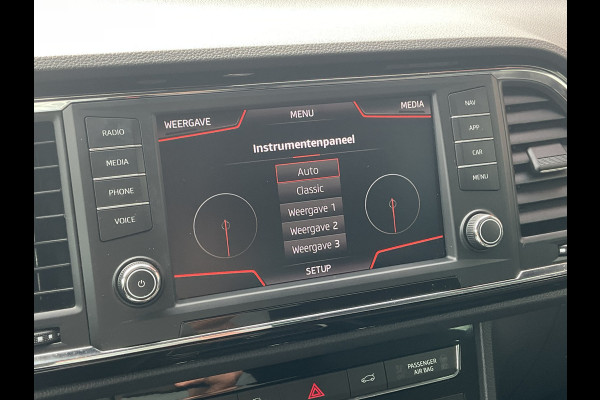 WEERGAVE
MENU
MEDIA
Instrumentenpaneel
Auto
Classic
Weergave 1
Weergave 2
Weergave 3
SETUP
RADIO
MEDIA
PHONE
VOICE
NAV
APP
CAR
MENU
PASSENGER
AIR BAG